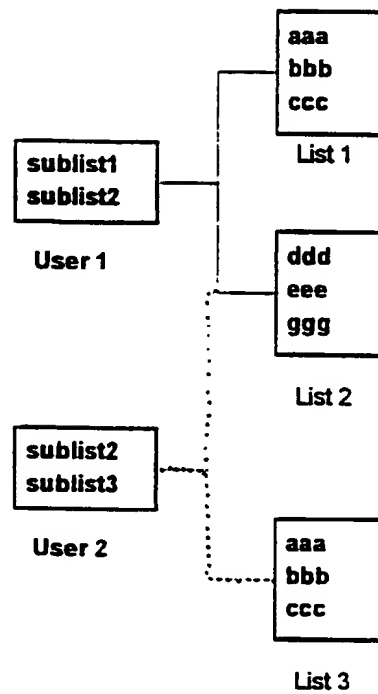 aaa
bbb
ccc
List 1
sublist1
sublist2
User 1
ddd
eee
ggg
List 2
sublist2
sublist3
User 2
aaa
bbb
ccc
List 3